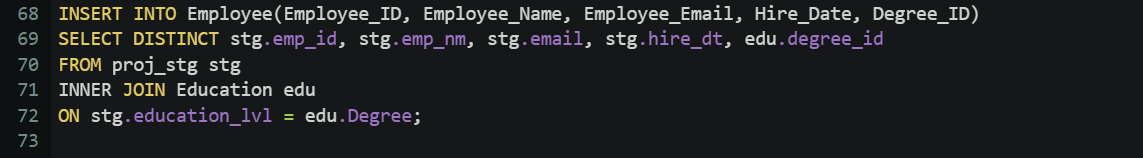 68 INSERT INTO Employee(Employee_ID, Employee_Name, Employee_Email, Hire_Date, Degree_ID)
69 SELECT DISTINCT stg.emp_id, stg.emp_nm, stg.email, stg.hire_dt, edu.degree_id
70 FROM proj_stg stg
71 INNER JOIN Education edu
72 ON stg.education_lvl = edu.Degree;
73